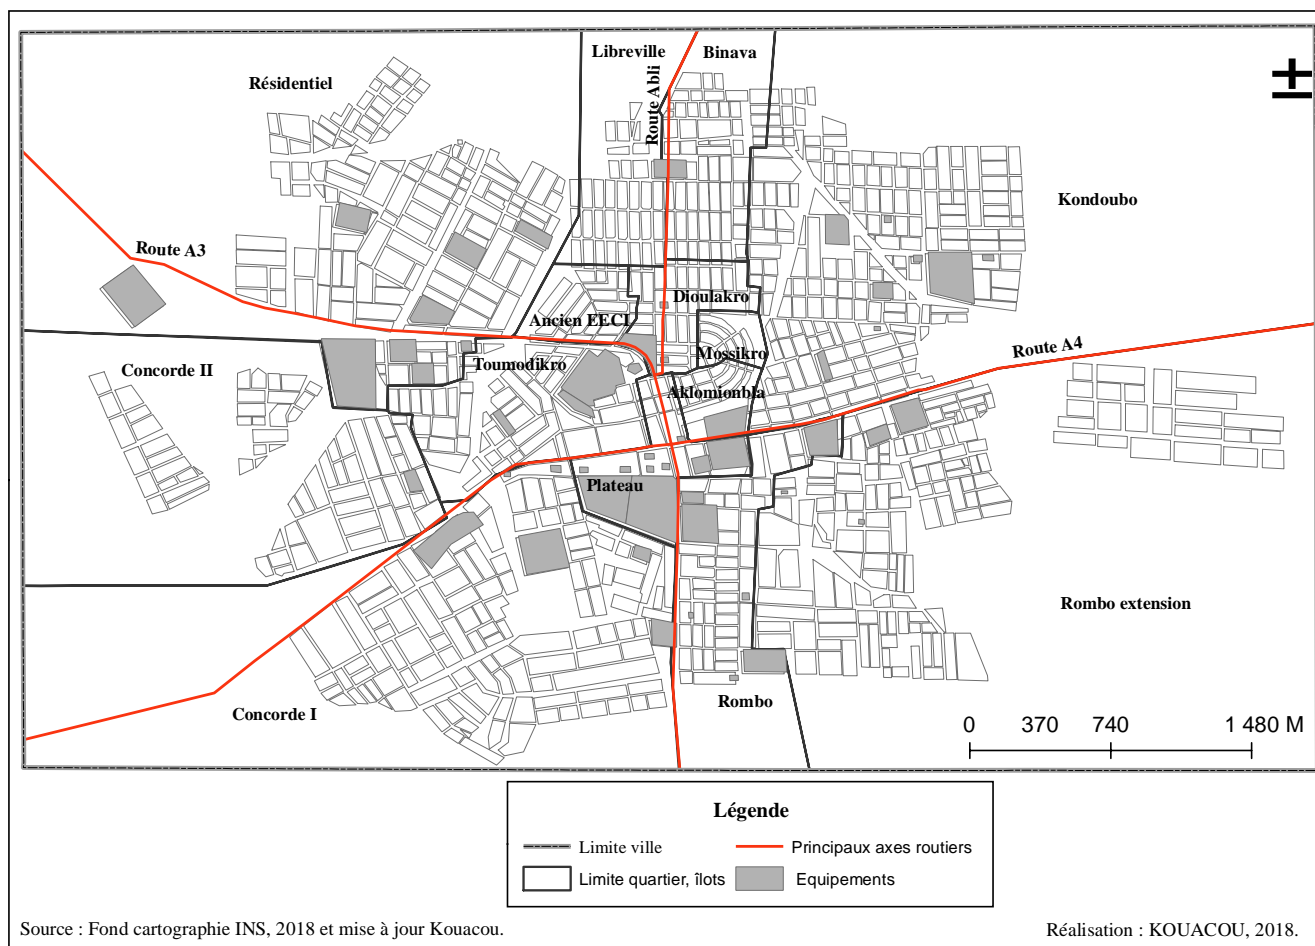 Libreville
Binava
Résidentiel
Route Abli
Kondoubo
Route A3
Dioulakro
Ancien EECI
Mossikro
Route A4
Toumodikro
Concorde II
Aklomionbla
Plateau
Rombo extension
Rombo
Concorde I
0 370 740 1 480 M
Légende
Limite ville
Principaux axes routiers
Limite quartier, îlots
Equipements
Source : Fond cartographie INS, 2018 et mise à jour Kouacou.
Réalisation : KOUACOU, 2018.